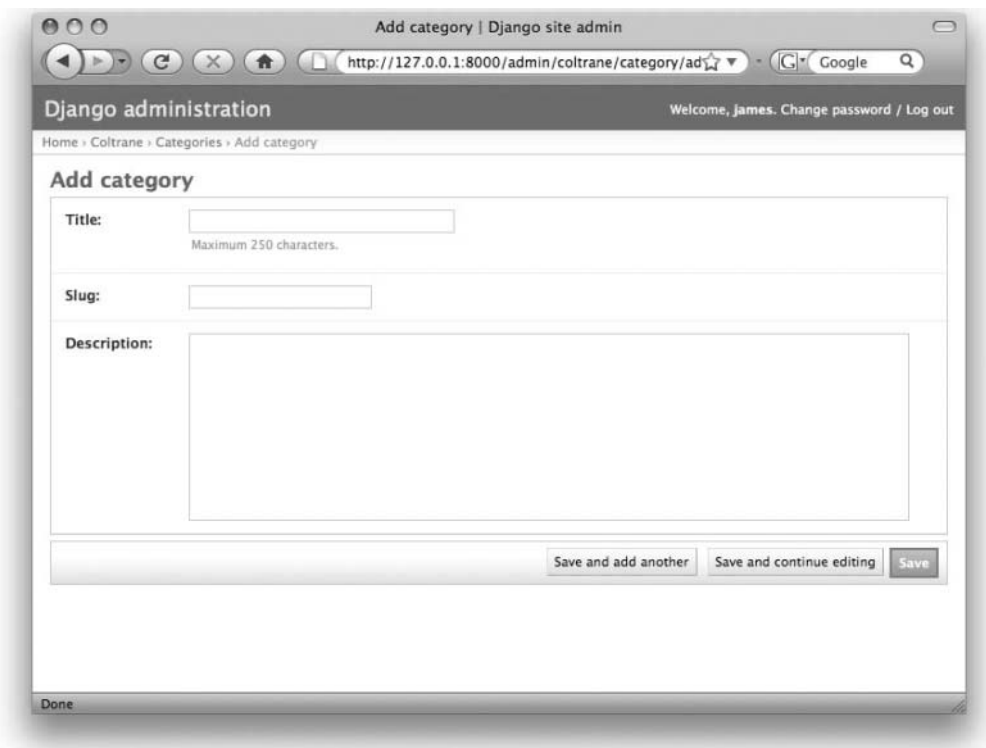 Add category | Django site admin
http://127.0.0.1:8000/admin/coltrane/category/ad
G Google
Django administration
Welcome, james. Change password / Log out
Home › Coltrane › Categories › Add category
Add category
Title:
Maximum 250 characters.
Slug:
Description:
Save and add another
Save and continue editing
Save
Done